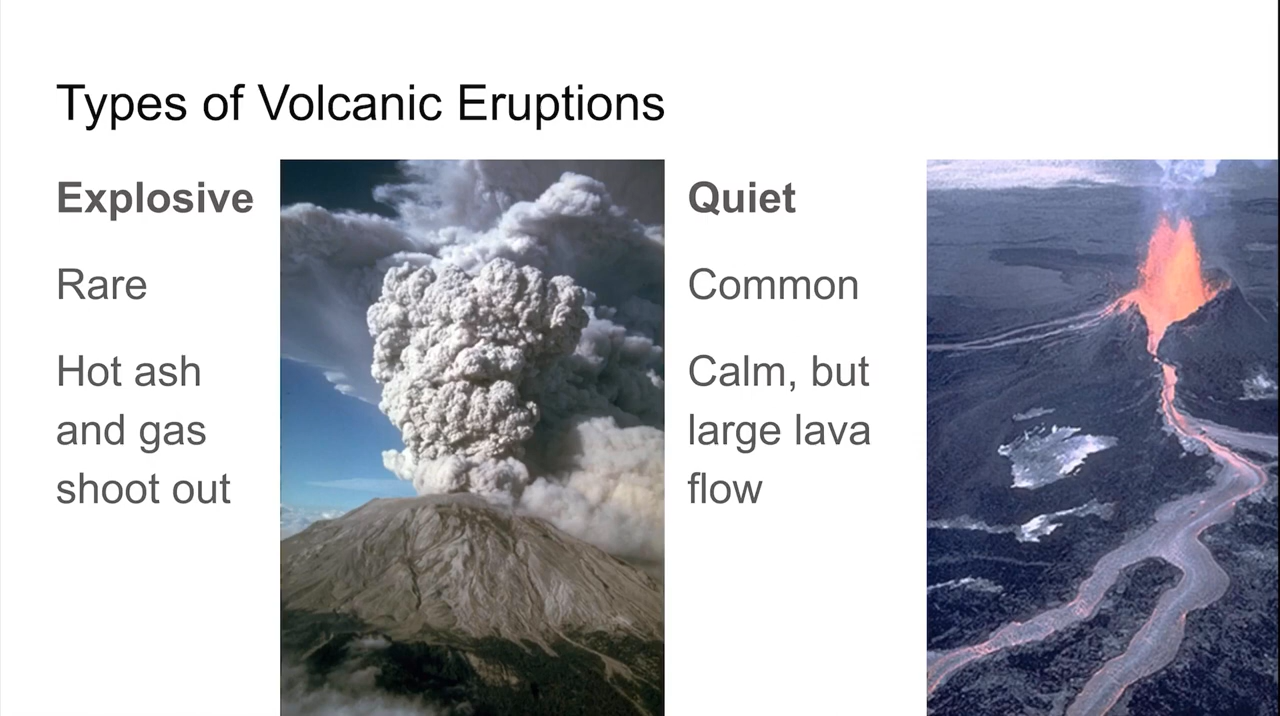 Types of Volcanic Eruptions
Explosive
Rare
Hot ash
and gas
shoot out
Quiet
Common
Calm, but
large lava
flow